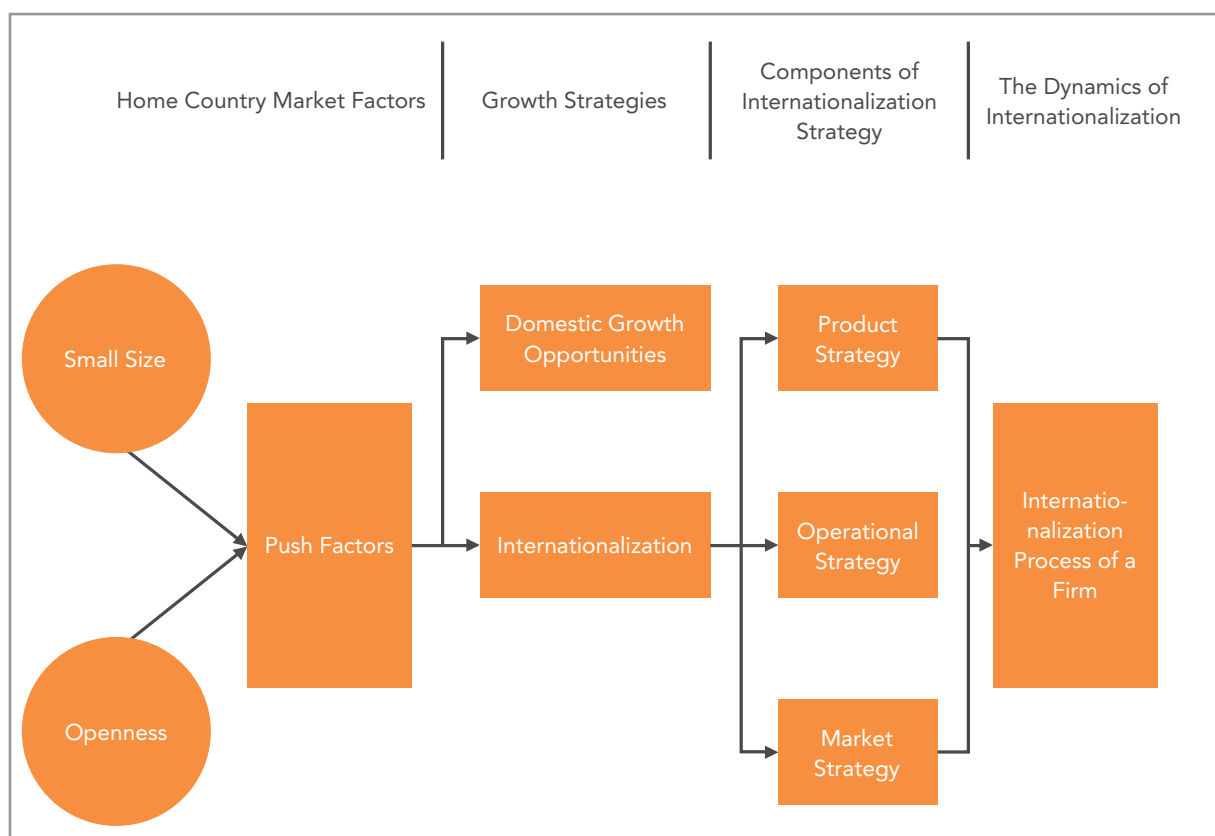 Home Country Market Factors
Growth Strategies
Components of
Internationalization
Strategy
The Dynamics of
Internationalization
Small Size
Openness
Push Factors
Domestic Growth
Opportunities
Internationalization
Product
Strategy
Operational
Strategy
Market
Strategy
Internatio-
nalization
Process of a
Firm